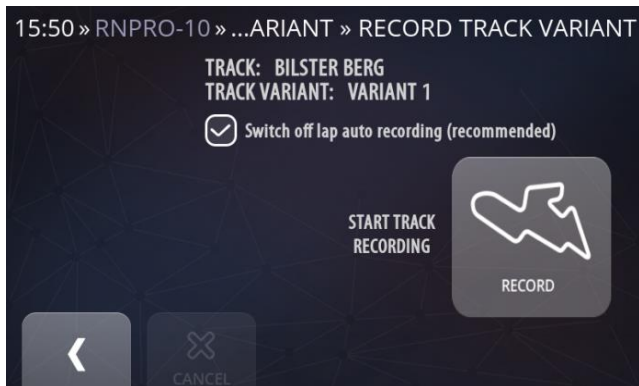 15:50 » RNPRO-10 » ...ARIANT » RECORD TRACK VARIANT
TRACK: BILSTER BERG
TRACK VARIANT: VARIANT 1
Switch off lap auto recording (recommended)
START TRACK
RECORDING
RECORD
CANCEL